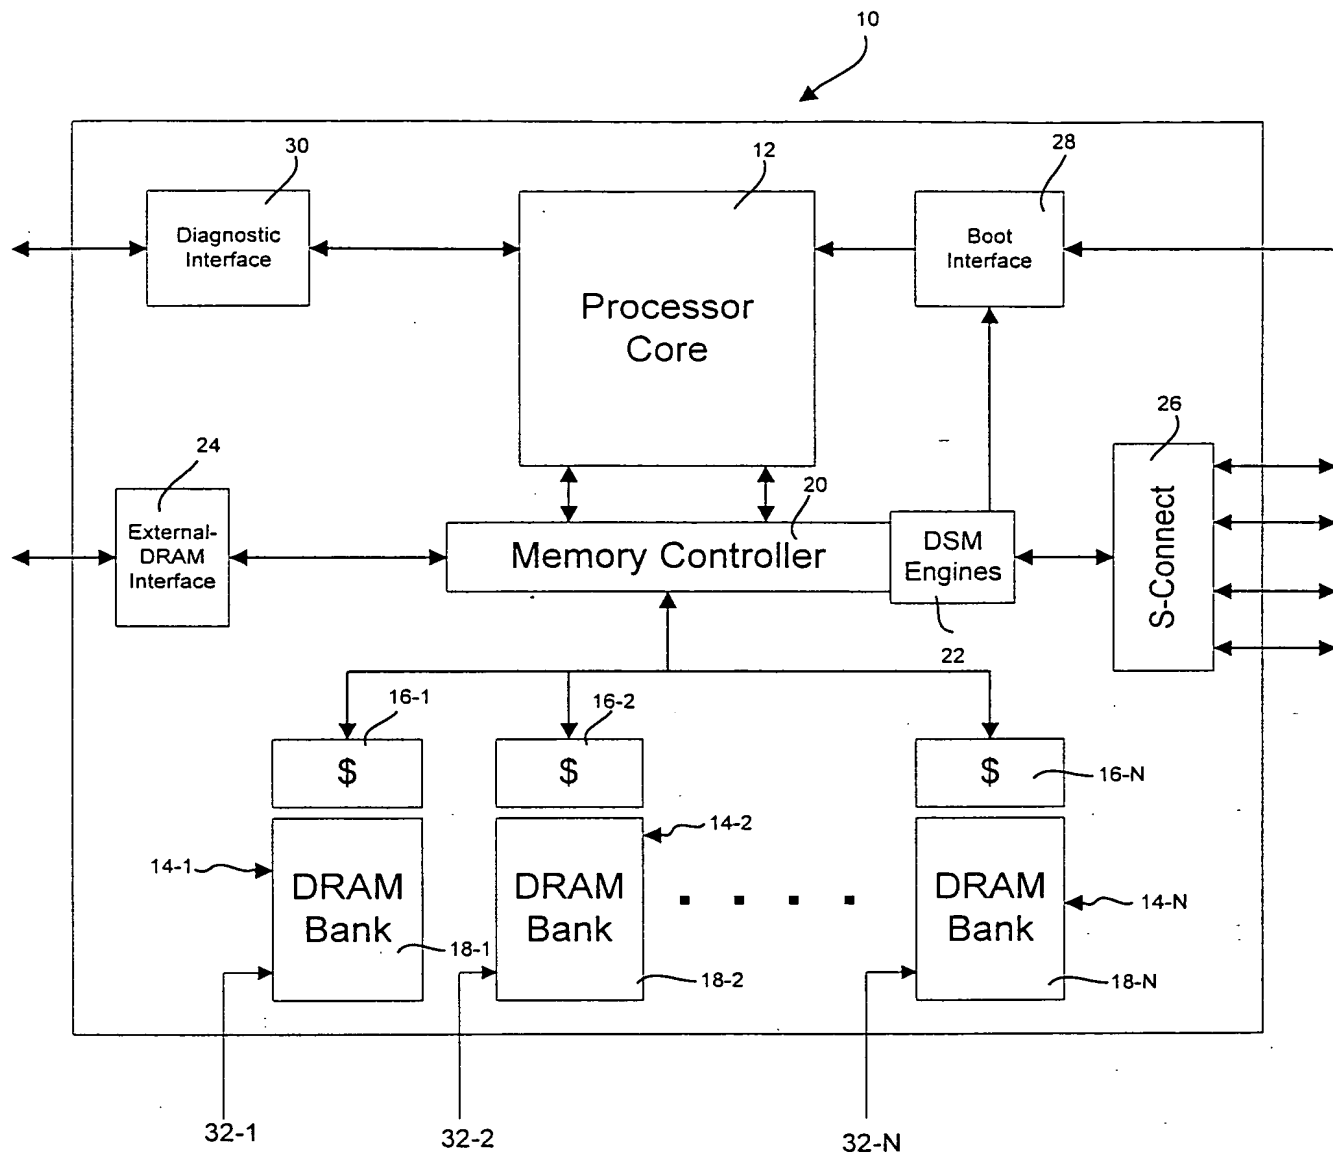 10
30
12
28
Diagnostic
Interface
Processor
Core
Boot
Interface
24
26
20
External-
DRAM
Interface
Memory Controller
DSM
Engines
S-Connect
22
16-1
16-2
$
$
$
16-N
14-1
14-2
DRAM
Bank
DRAM
Bank
DRAM
Bank
14-N
18-1
18-2
18-N
32-1
32-2
32-N